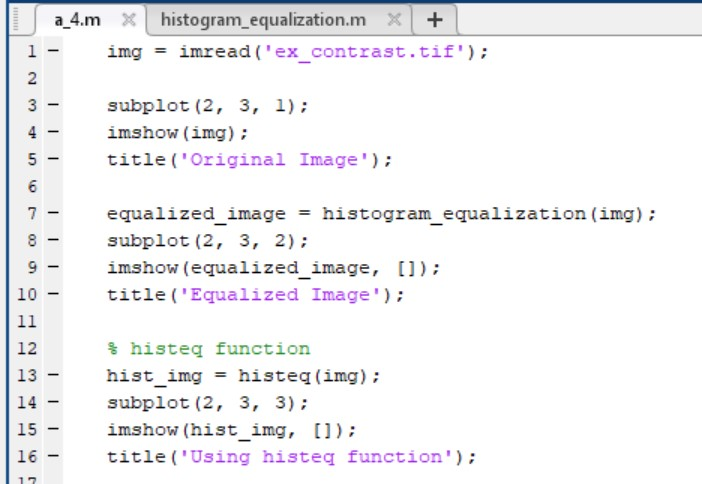 a_4.m × histogram_equalization.m × +
1 − img = imread('ex_contrast.tif');
2
3 − subplot(2, 3, 1);
4 − imshow(img);
5 − title('Original Image');
6
7 − equalized_image = histogram_equalization(img);
8 − subplot(2, 3, 2);
9 − imshow(equalized_image, []);
10 − title('Equalized Image');
11
12 % histeq function
13 − hist_img = histeq(img);
14 − subplot(2, 3, 3);
15 − imshow(hist_img, []);
16 − title('Using histeq function');
17